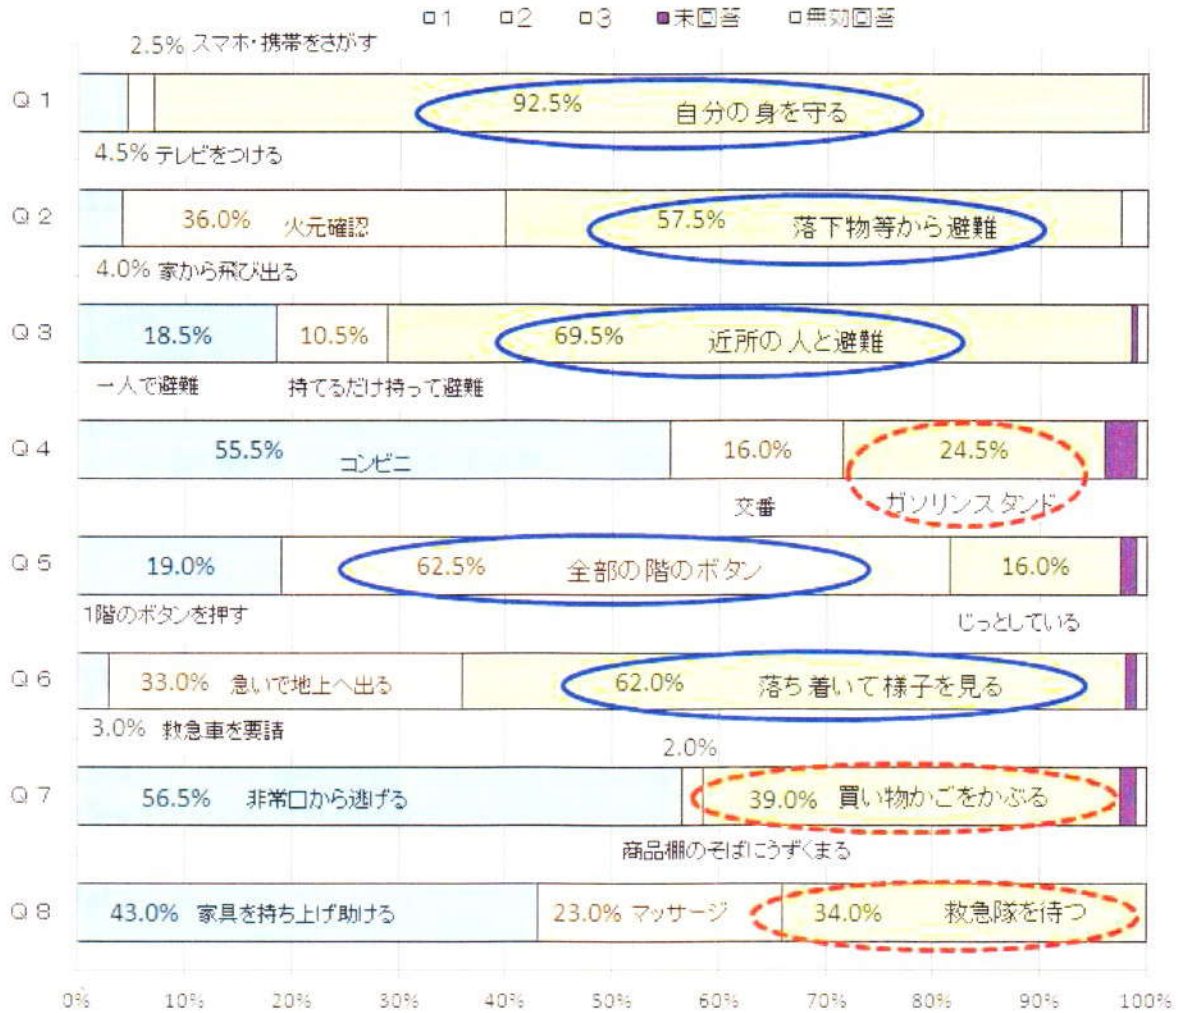 □1 □2 □3 ■未回答 □無効回答
2.5% スマホ・携帯をさがす
Q1 92.5% 自分の身を守る
4.5% テレビをつける
Q2 36.0% 火元確認 57.5% 落下物等から避難
4.0% 家から飛び出る
Q3 18.5% 10.5% 69.5% 近所の人と避難
一人で避難 持てるだけ持って避難
Q4 55.5% コンビニ 16.0% 24.5%
交番 ガソリンスタンド
Q5 19.0% 62.5% 全部の階のボタン 16.0%
1階のボタンを押す じっとしている
Q6 33.0% 急いで地上へ出る 62.0% 落ち着いて様子を見る
3.0% 救急車を要請
2.0%
Q7 56.5% 非常口から逃げる 39.0% 買い物かごをかぶる
商品棚のそばにうずくまる
Q8 43.0% 家具を持ち上げ助ける 23.0% マッサージ 34.0% 救急隊を待つ
0% 10% 20% 30% 40% 50% 60% 70% 80% 90% 100%